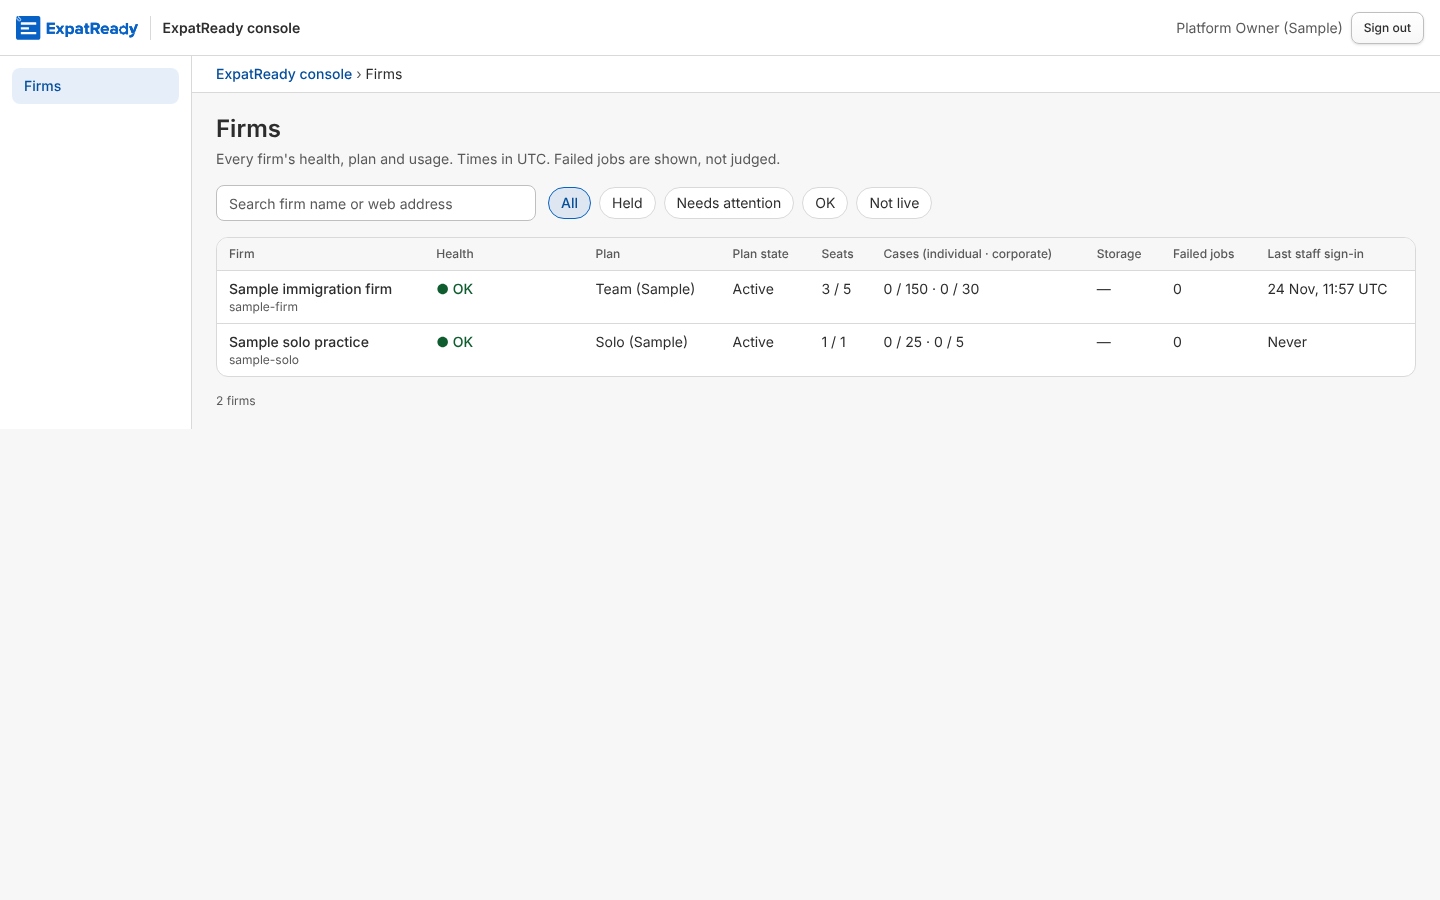 ExpatReady ExpatReady console Platform Owner (Sample) Sign out
Firms
ExpatReady console › Firms
Firms
Every firm's health, plan and usage. Times in UTC. Failed jobs are shown, not judged.
Search firm name or web address All Held Needs attention OK Not live
Firm Health Plan Plan state Seats Cases (individual · corporate) Storage Failed jobs Last staff sign-in
Sample immigration firm OK Team (Sample) Active 3 / 5 0 / 150 · 0 / 30 — 0 24 Nov, 11:57 UTC
sample-firm
Sample solo practice OK Solo (Sample) Active 1 / 1 0 / 25 · 0 / 5 — 0 Never
sample-solo
2 firms